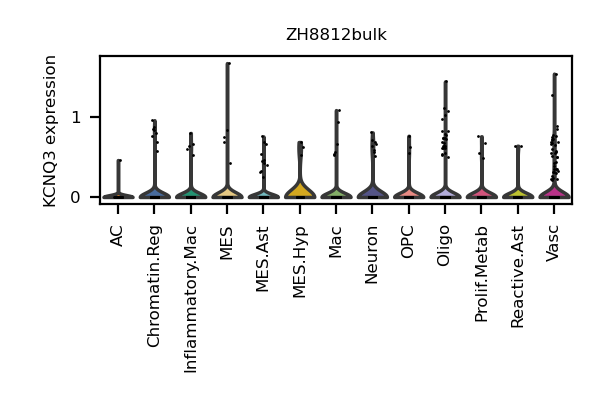 ZH8812bulk
KCNQ3 expression
1
0
AC
Chromatin.Reg
Inflammatory.Mac
MES
MES.Ast
MES.Hyp
Mac
Neuron
OPC
Oligo
Prolif.Metab
Reactive.Ast
Vasc